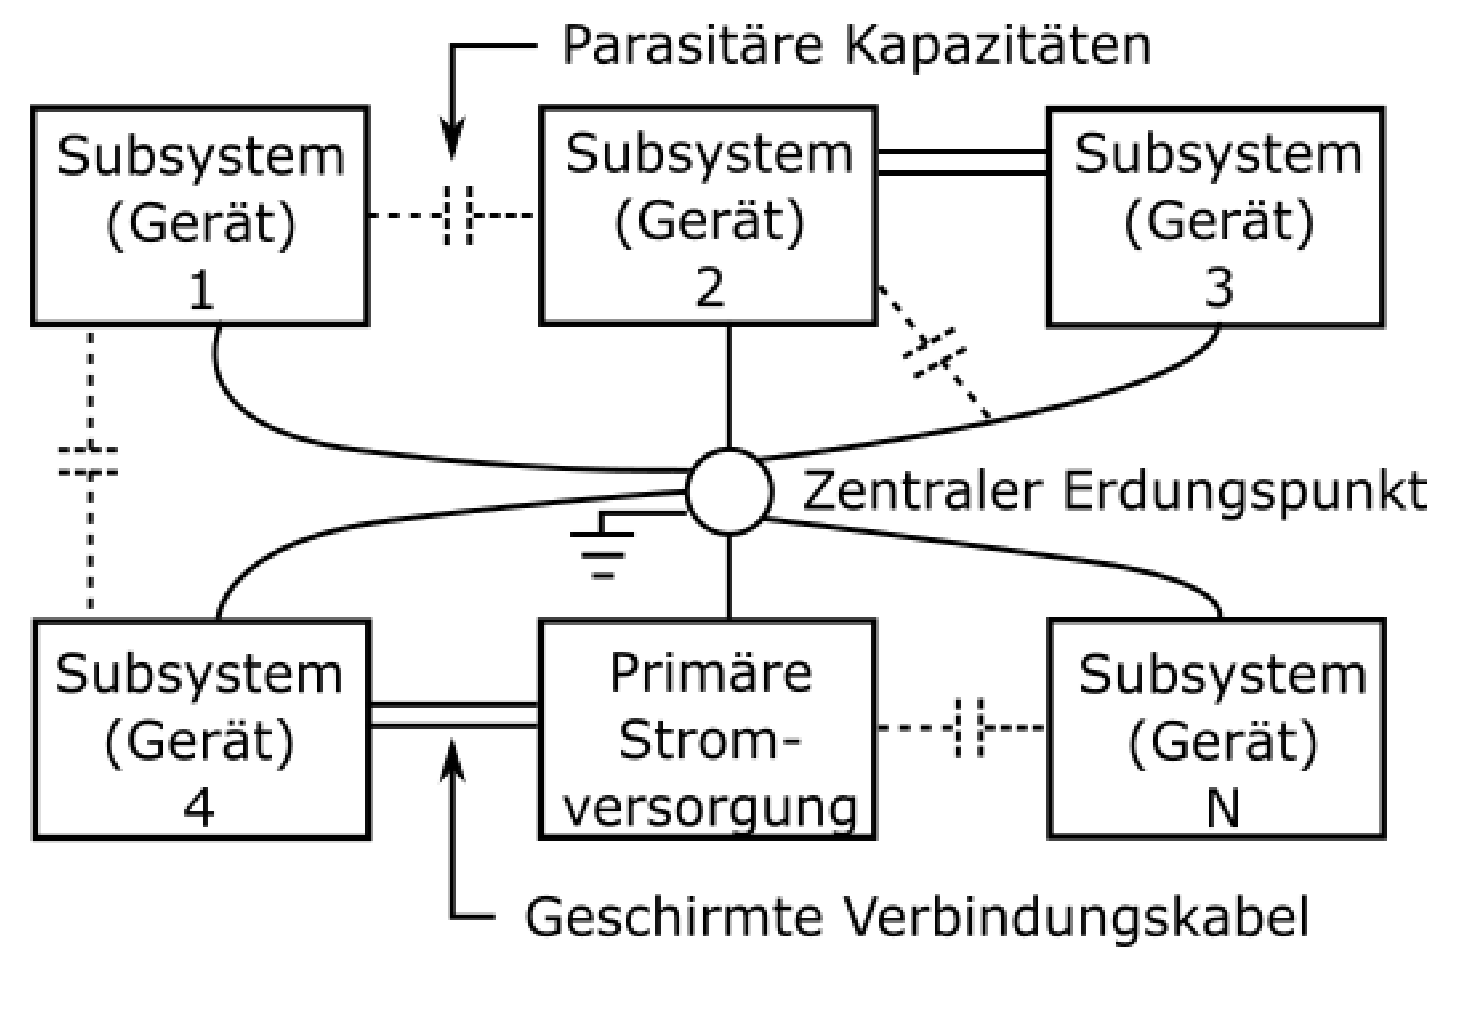 Parasitäre Kapazitäten
Subsystem
(Gerät)
1
Subsystem
(Gerät)
2
Subsystem
(Gerät)
3
Zentraler Erdungspunkt
Subsystem
(Gerät)
4
Primäre
Strom-
versorgung
Subsystem
(Gerät)
N
Geschirmte Verbindungskabel